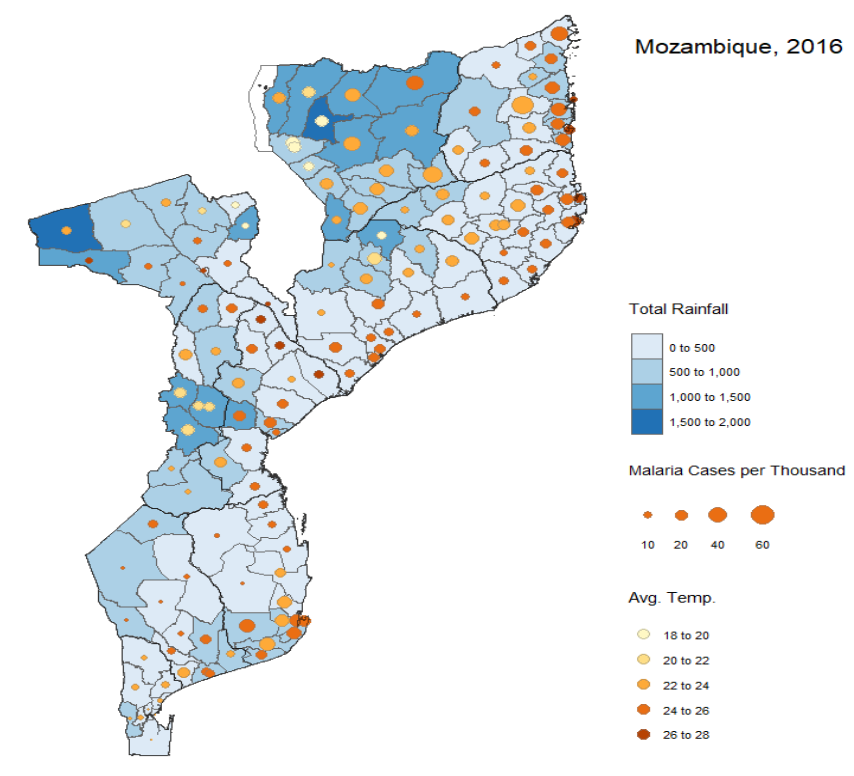 Mozambique, 2016
Total Rainfall
0 to 500
500 to 1,000
1,000 to 1,500
1,500 to 2,000
Malaria Cases per Thousand
10 20 40 60
Avg. Temp.
18 to 20
20 to 22
22 to 24
24 to 26
26 to 28